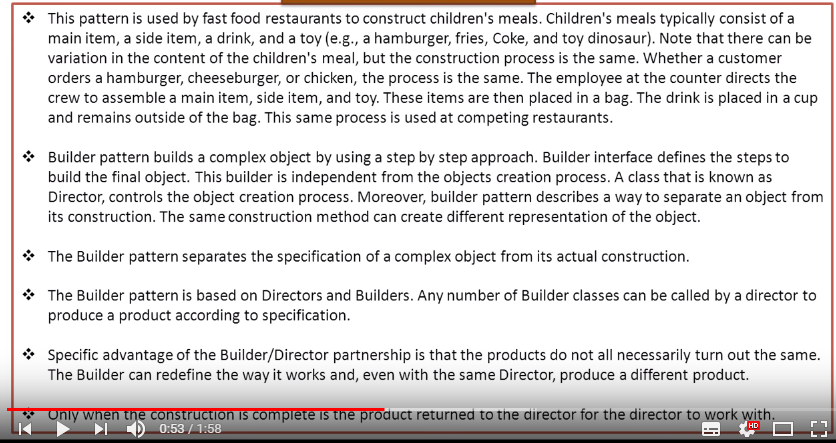 ❖ This pattern is used by fast food restaurants to construct children's meals. Children's meals typically consist of a
main item, a side item, a drink, and a toy (e.g., a hamburger, fries, Coke, and toy dinosaur). Note that there can be
variation in the content of the children's meal, but the construction process is the same. Whether a customer
orders a hamburger, cheeseburger, or chicken, the process is the same. The employee at the counter directs the
crew to assemble a main item, side item, and toy. These items are then placed in a bag. The drink is placed in a cup
and remains outside of the bag. This same process is used at competing restaurants.
❖ Builder pattern builds a complex object by using a step by step approach. Builder interface defines the steps to
build the final object. This builder is independent from the objects creation process. A class that is known as
Director, controls the object creation process. Moreover, builder pattern describes a way to separate an object from
its construction. The same construction method can create different representation of the object.
❖ The Builder pattern separates the specification of a complex object from its actual construction.
❖ The Builder pattern is based on Directors and Builders. Any number of Builder classes can be called by a director to
produce a product according to specification.
❖ Specific advantage of the Builder/Director partnership is that the products do not all necessarily turn out the same.
The Builder can redefine the way it works and, even with the same Director, produce a different product.
❖ Only when the construction is complete is the product returned to the director for the director to work with.
0:53 / 1:58
HD